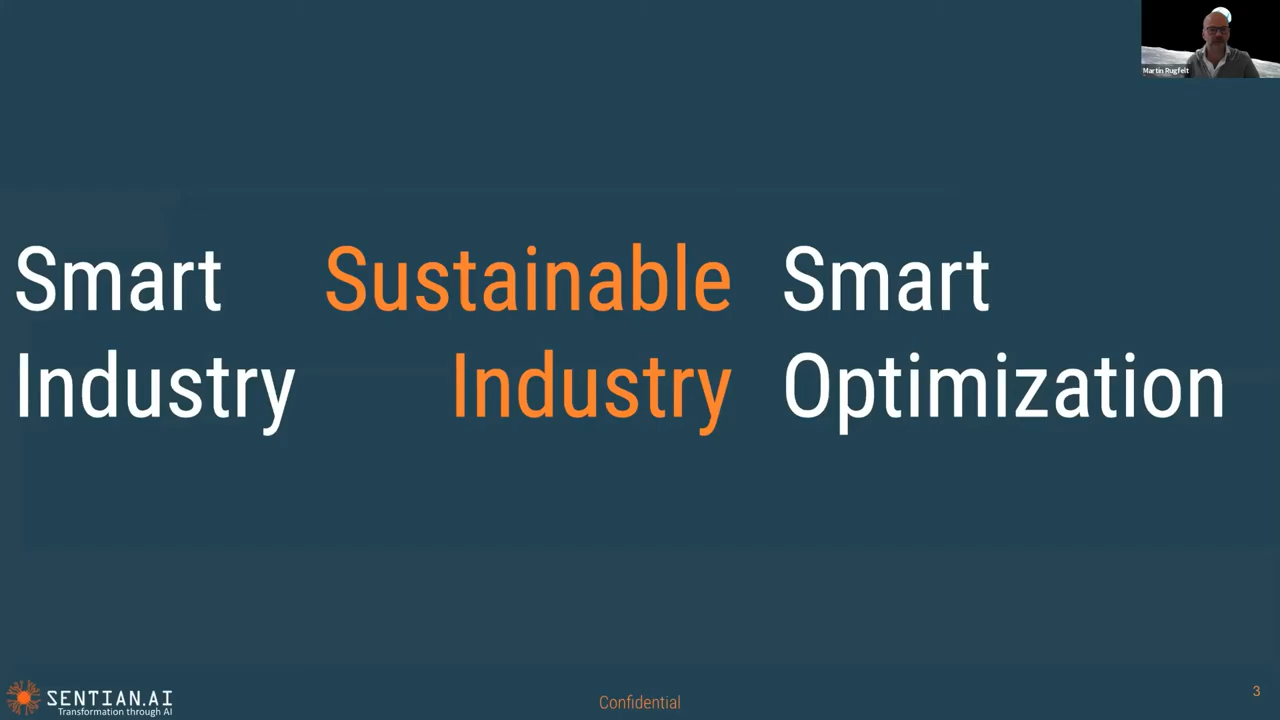 Martin Rugfelt
Smart
Industry
Sustainable
Industry
Smart
Optimization
SENTIAN.AI
Transformation through AI
Confidential
3